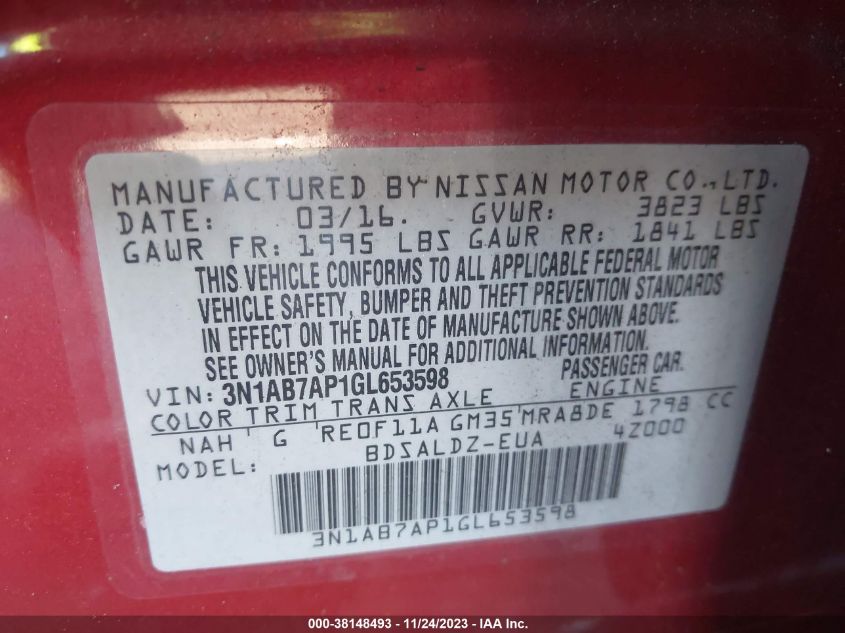 MANUFACTURED BY NISSAN MOTOR CO., LTD.
DATE: 03/16. GVWR: 3823 LBS
GAWR FR: 1995 LBS GAWR RR: 1841 LBS
THIS VEHICLE CONFORMS TO ALL APPLICABLE FEDERAL MOTOR
VEHICLE SAFETY, BUMPER AND THEFT PREVENTION STANDARDS
IN EFFECT ON THE DATE OF MANUFACTURE SHOWN ABOVE.
SEE OWNER'S MANUAL FOR ADDITIONAL INFORMATION.
PASSENGER CAR.
VIN: 3N1AB7AP1GL653598
COLOR TRIM TRANS AXLE ENGINE
NAH G RE0F11A GM35 MRA8DE 1798 CC
MODEL: BDSALDZ-EUA 4Z000
3N1AB7AP1GL653598
000-38148493 - 11/24/2023 - IAA Inc.